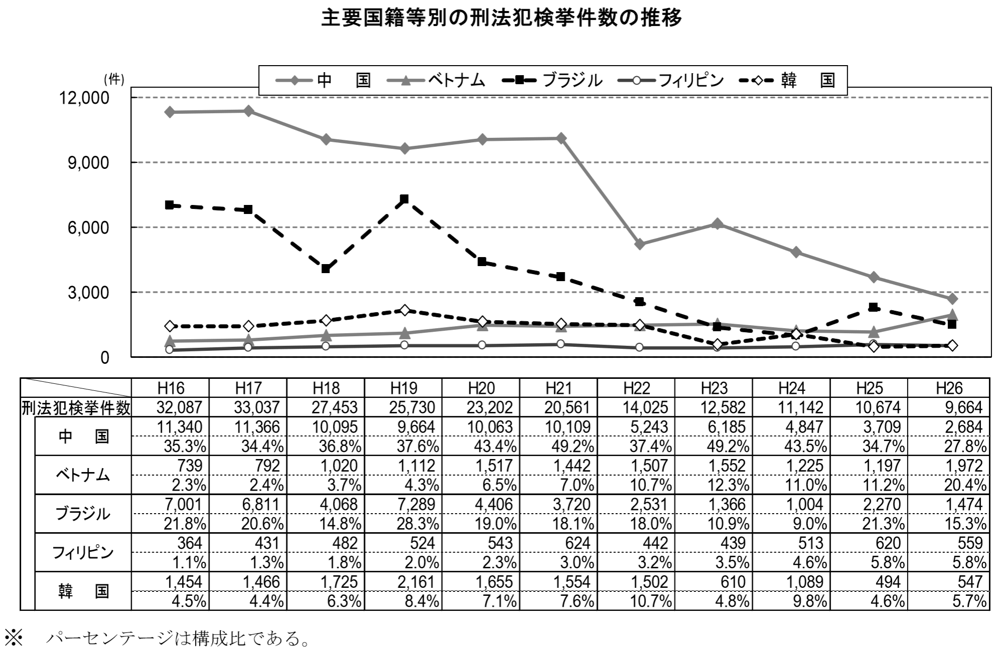 主要国籍等別の刑法犯検挙件数の推移
(件)
中 国 ベトナム ブラジル フィリピン 韓 国
12,000
9,000
6,000
3,000
0
H16 H17 H18 H19 H20 H21 H22 H23 H24 H25 H26
刑法犯検挙件数 32,087 33,037 27,453 25,730 23,202 20,561 14,025 12,582 11,142 10,674 9,664
中 国 11,340 11,366 10,095 9,664 10,063 10,109 5,243 6,185 4,847 3,709 2,684
35.3% 34.4% 36.8% 37.6% 43.4% 49.2% 37.4% 49.2% 43.5% 34.7% 27.8%
ベトナム 739 792 1,020 1,112 1,517 1,442 1,507 1,552 1,225 1,197 1,972
2.3% 2.4% 3.7% 4.3% 6.5% 7.0% 10.7% 12.3% 11.0% 11.2% 20.4%
ブラジル 7,001 6,811 4,068 7,289 4,406 3,720 2,531 1,366 1,004 2,270 1,474
21.8% 20.6% 14.8% 28.3% 19.0% 18.1% 18.0% 10.9% 9.0% 21.3% 15.3%
フィリピン 364 431 482 524 543 624 442 439 513 620 559
1.1% 1.3% 1.8% 2.0% 2.3% 3.0% 3.2% 3.5% 4.6% 5.8% 5.8%
韓 国 1,454 1,466 1,725 2,161 1,655 1,554 1,502 610 1,089 494 547
4.5% 4.4% 6.3% 8.4% 7.1% 7.6% 10.7% 4.8% 9.8% 4.6% 5.7%
※ パーセンテージは構成比である。